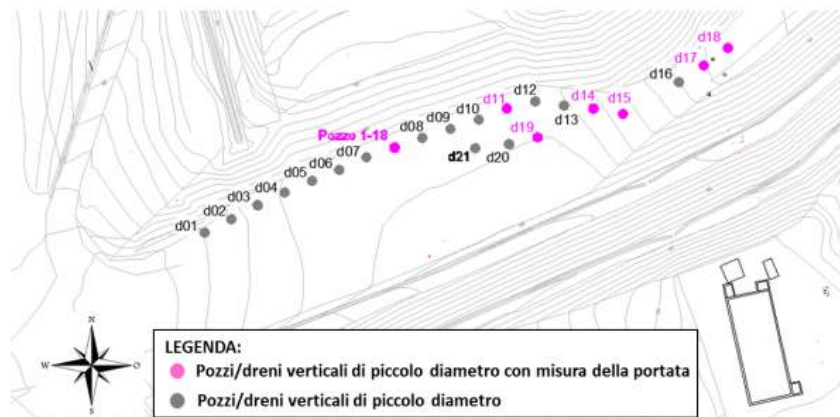 d18
d17
d16
d12
d11
d14
d15
d10
d13
d09
d19
Pozzo 1-18
d08
d07
d21
d20
d06
d05
d04
d03
d02
d01
N
W
O
S
LEGENDA:
Pozzi/dreni verticali di piccolo diametro con misura della portata
Pozzi/dreni verticali di piccolo diametro